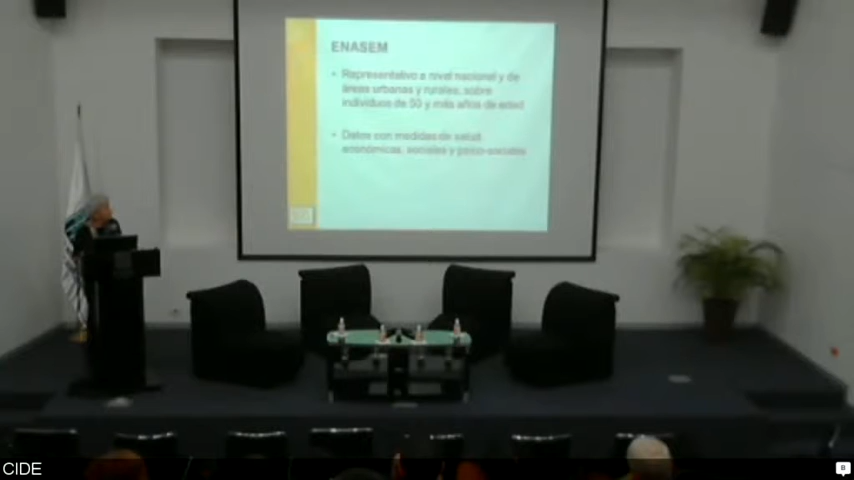 ENASEM
• Representativo a nivel nacional y de
áreas urbanas y rurales, sobre
individuos de 50 y más años de edad
• Datos con medidas de salud,
económicas, sociales y psico-sociales
CIDE